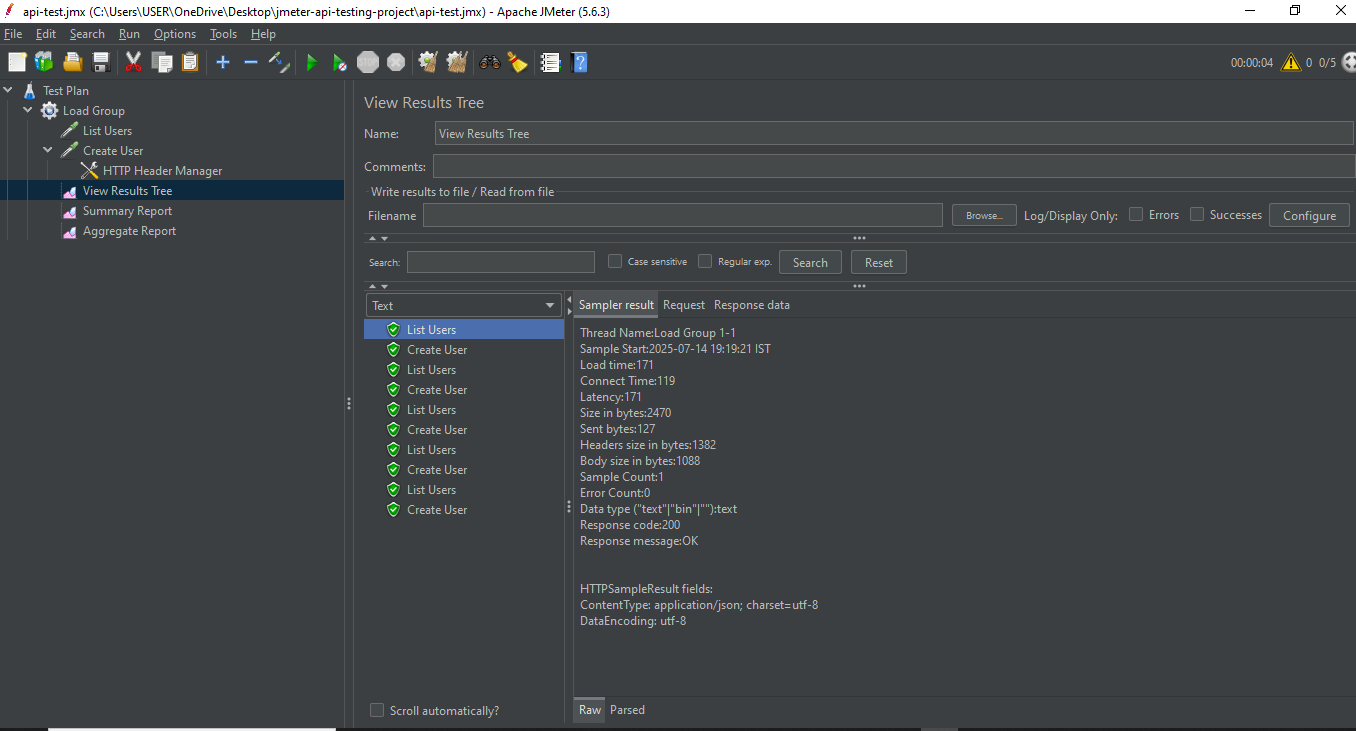 api-test.jmx (C:\Users\USER\OneDrive\Desktop\jmeter-api-testing-project\api-test.jmx) - Apache JMeter (5.6.3)
File Edit Search Run Options Tools Help
STOP 00:00:04 0 0/5
Test Plan
Load Group
List Users
Create User
HTTP Header Manager
View Results Tree
Summary Report
Aggregate Report
View Results Tree
Name: View Results Tree
Comments:
Write results to file / Read from file
Filename Browse... Log/Display Only: Errors Successes Configure
Search: Case sensitive Regular exp. Search Reset
Text
List Users
Create User
List Users
Create User
List Users
Create User
List Users
Create User
List Users
Create User
Scroll automatically?
Sampler result Request Response data
Thread Name:Load Group 1-1
Sample Start:2025-07-14 19:19:21 IST
Load time:171
Connect Time:119
Latency:171
Size in bytes:2470
Sent bytes:127
Headers size in bytes:1382
Body size in bytes:1088
Sample Count:1
Error Count:0
Data type ("text"|"bin"|""):text
Response code:200
Response message:OK
HTTPSampleResult fields:
ContentType: application/json; charset=utf-8
DataEncoding: utf-8
Raw Parsed